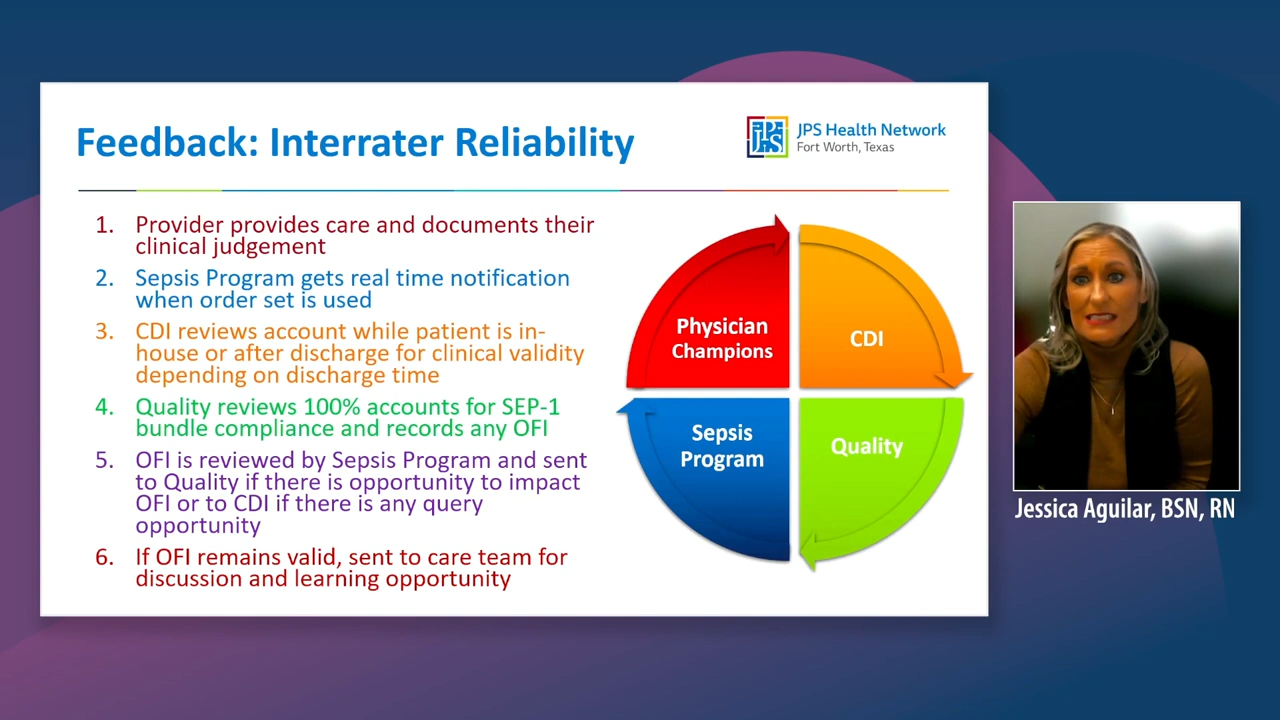 Feedback: Interrater Reliability
JPS Health Network
Fort Worth, Texas
1. Provider provides care and documents their
clinical judgement
2. Sepsis Program gets real time notification
when order set is used
3. CDI reviews account while patient is in-
house or after discharge for clinical validity
depending on discharge time
4. Quality reviews 100% accounts for SEP-1
bundle compliance and records any OFI
5. OFI is reviewed by Sepsis Program and sent
to Quality if there is opportunity to impact
OFI or to CDI if there is any query
opportunity
6. If OFI remains valid, sent to care team for
discussion and learning opportunity
Physician
Champions
CDI
Sepsis
Program
Quality
Jessica Aguilar, BSN, RN